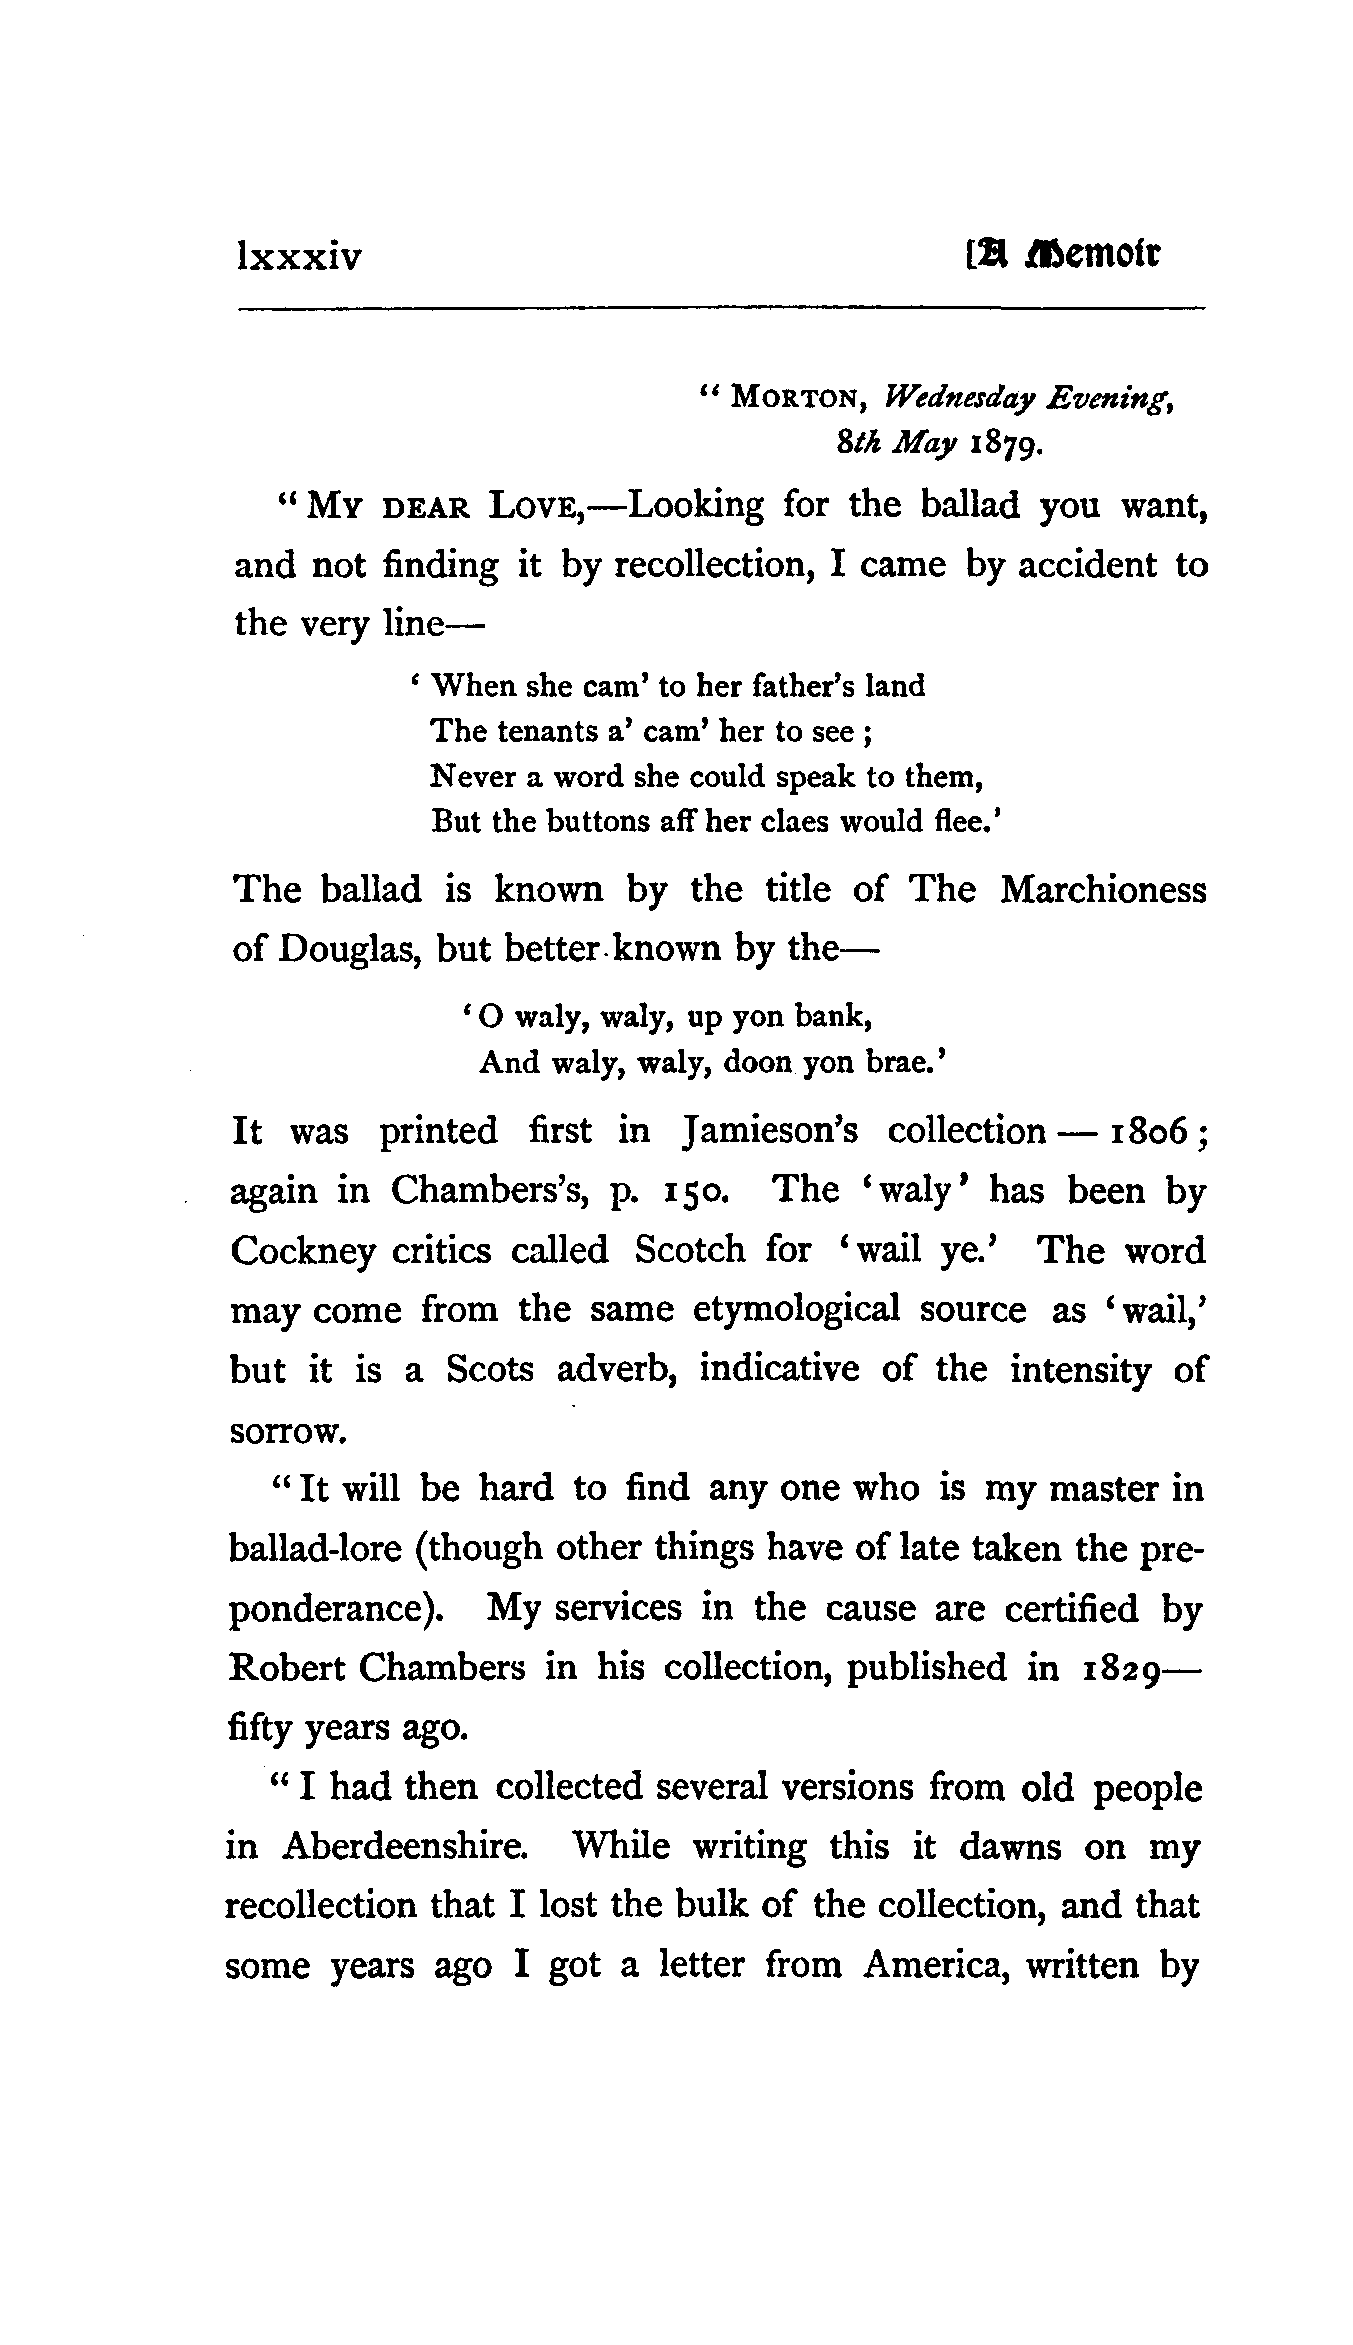 lxxxiv [A Memoir
“ MORTON, Wednesday Evening,
8th May 1879.
“ MY DEAR LOVE,—Looking for the ballad you want,
and not finding it by recollection, I came by accident to
the very line—
‘ When she cam’ to her father’s land
The tenants a’ cam’ her to see ;
Never a word she could speak to them,
But the buttons aff her claes would flee.’
The ballad is known by the title of The Marchioness
of Douglas, but better known by the—
‘ O waly, waly, up yon bank,
And waly, waly, doon yon brae.’
It was printed first in Jamieson’s collection — 1806 ;
again in Chambers’s, p. 150. The ‘ waly ’ has been by
Cockney critics called Scotch for ‘ wail ye.’ The word
may come from the same etymological source as ‘ wail,’
but it is a Scots adverb, indicative of the intensity of
sorrow.
“ It will be hard to find any one who is my master in
ballad-lore (though other things have of late taken the pre-
ponderance). My services in the cause are certified by
Robert Chambers in his collection, published in 1829—
fifty years ago.
“ I had then collected several versions from old people
in Aberdeenshire. While writing this it dawns on my
recollection that I lost the bulk of the collection, and that
some years ago I got a letter from America, written by